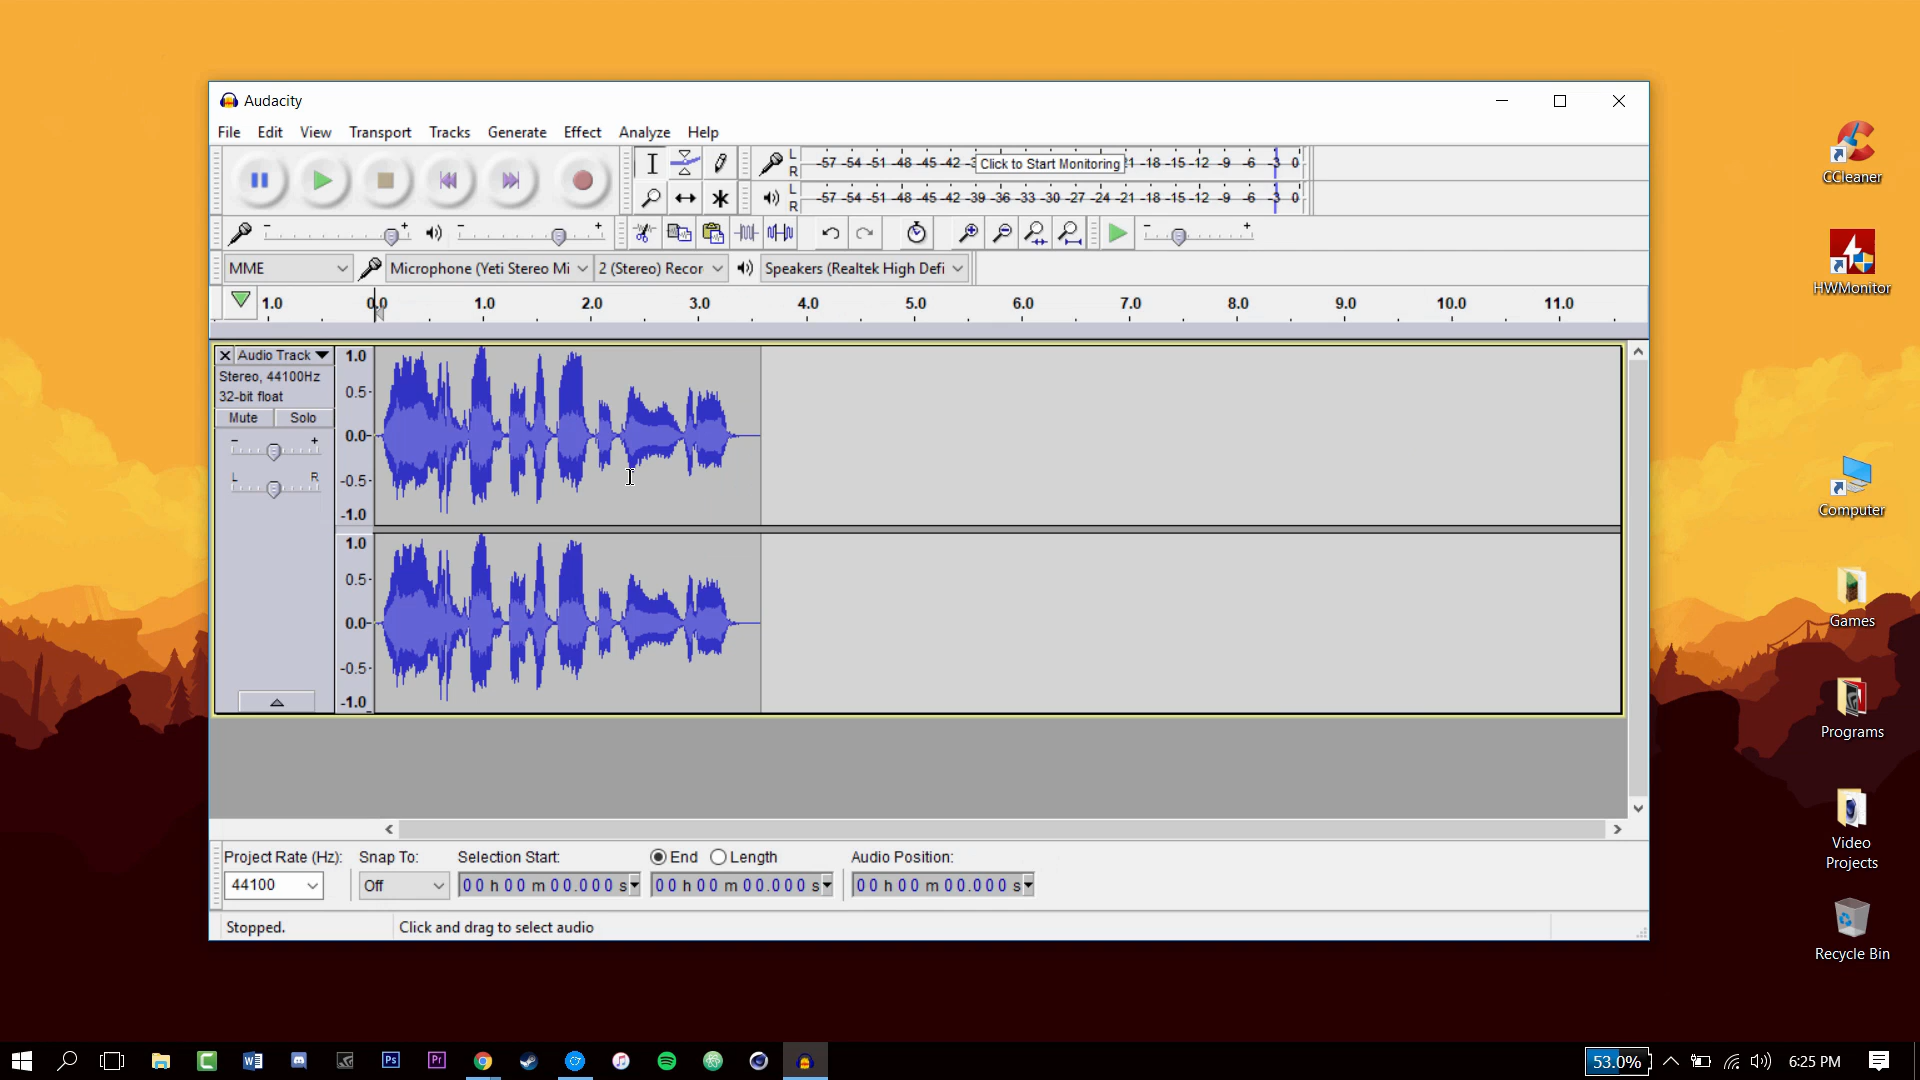 Audacity
File Edit View Transport Tracks Generate Effect Analyze Help
L R -57 -54 -51 -48 -45 -42 -3 Click to Start Monitoring 21 -18 -15 -12 -9 -6 -3 0
L R -57 -54 -51 -48 -45 -42 -39 -36 -33 -30 -27 -24 -21 -18 -15 -12 -9 -6 -3 0
- + - + - +
MME Microphone (Yeti Stereo Mi 2 (Stereo) Recor Speakers (Realtek High Defi
1.0 0.0 1.0 2.0 3.0 4.0 5.0 6.0 7.0 8.0 9.0 10.0 11.0
Audio Track
Stereo, 44100Hz
32-bit float
Mute Solo
- +
L R
1.0
0.5
0.0
-0.5
-1.0
1.0
0.5
0.0
-0.5
-1.0
Project Rate (Hz): Snap To: Selection Start: End Length Audio Position:
44100 Off 00 h 00 m 00.000 s 00 h 00 m 00.000 s 00 h 00 m 00.000 s
Stopped. Click and drag to select audio
CCleaner
HWMonitor
Computer
Games
Programs
Video
Projects
Recycle Bin
W Ps Pr 53.0% 6:25 PM